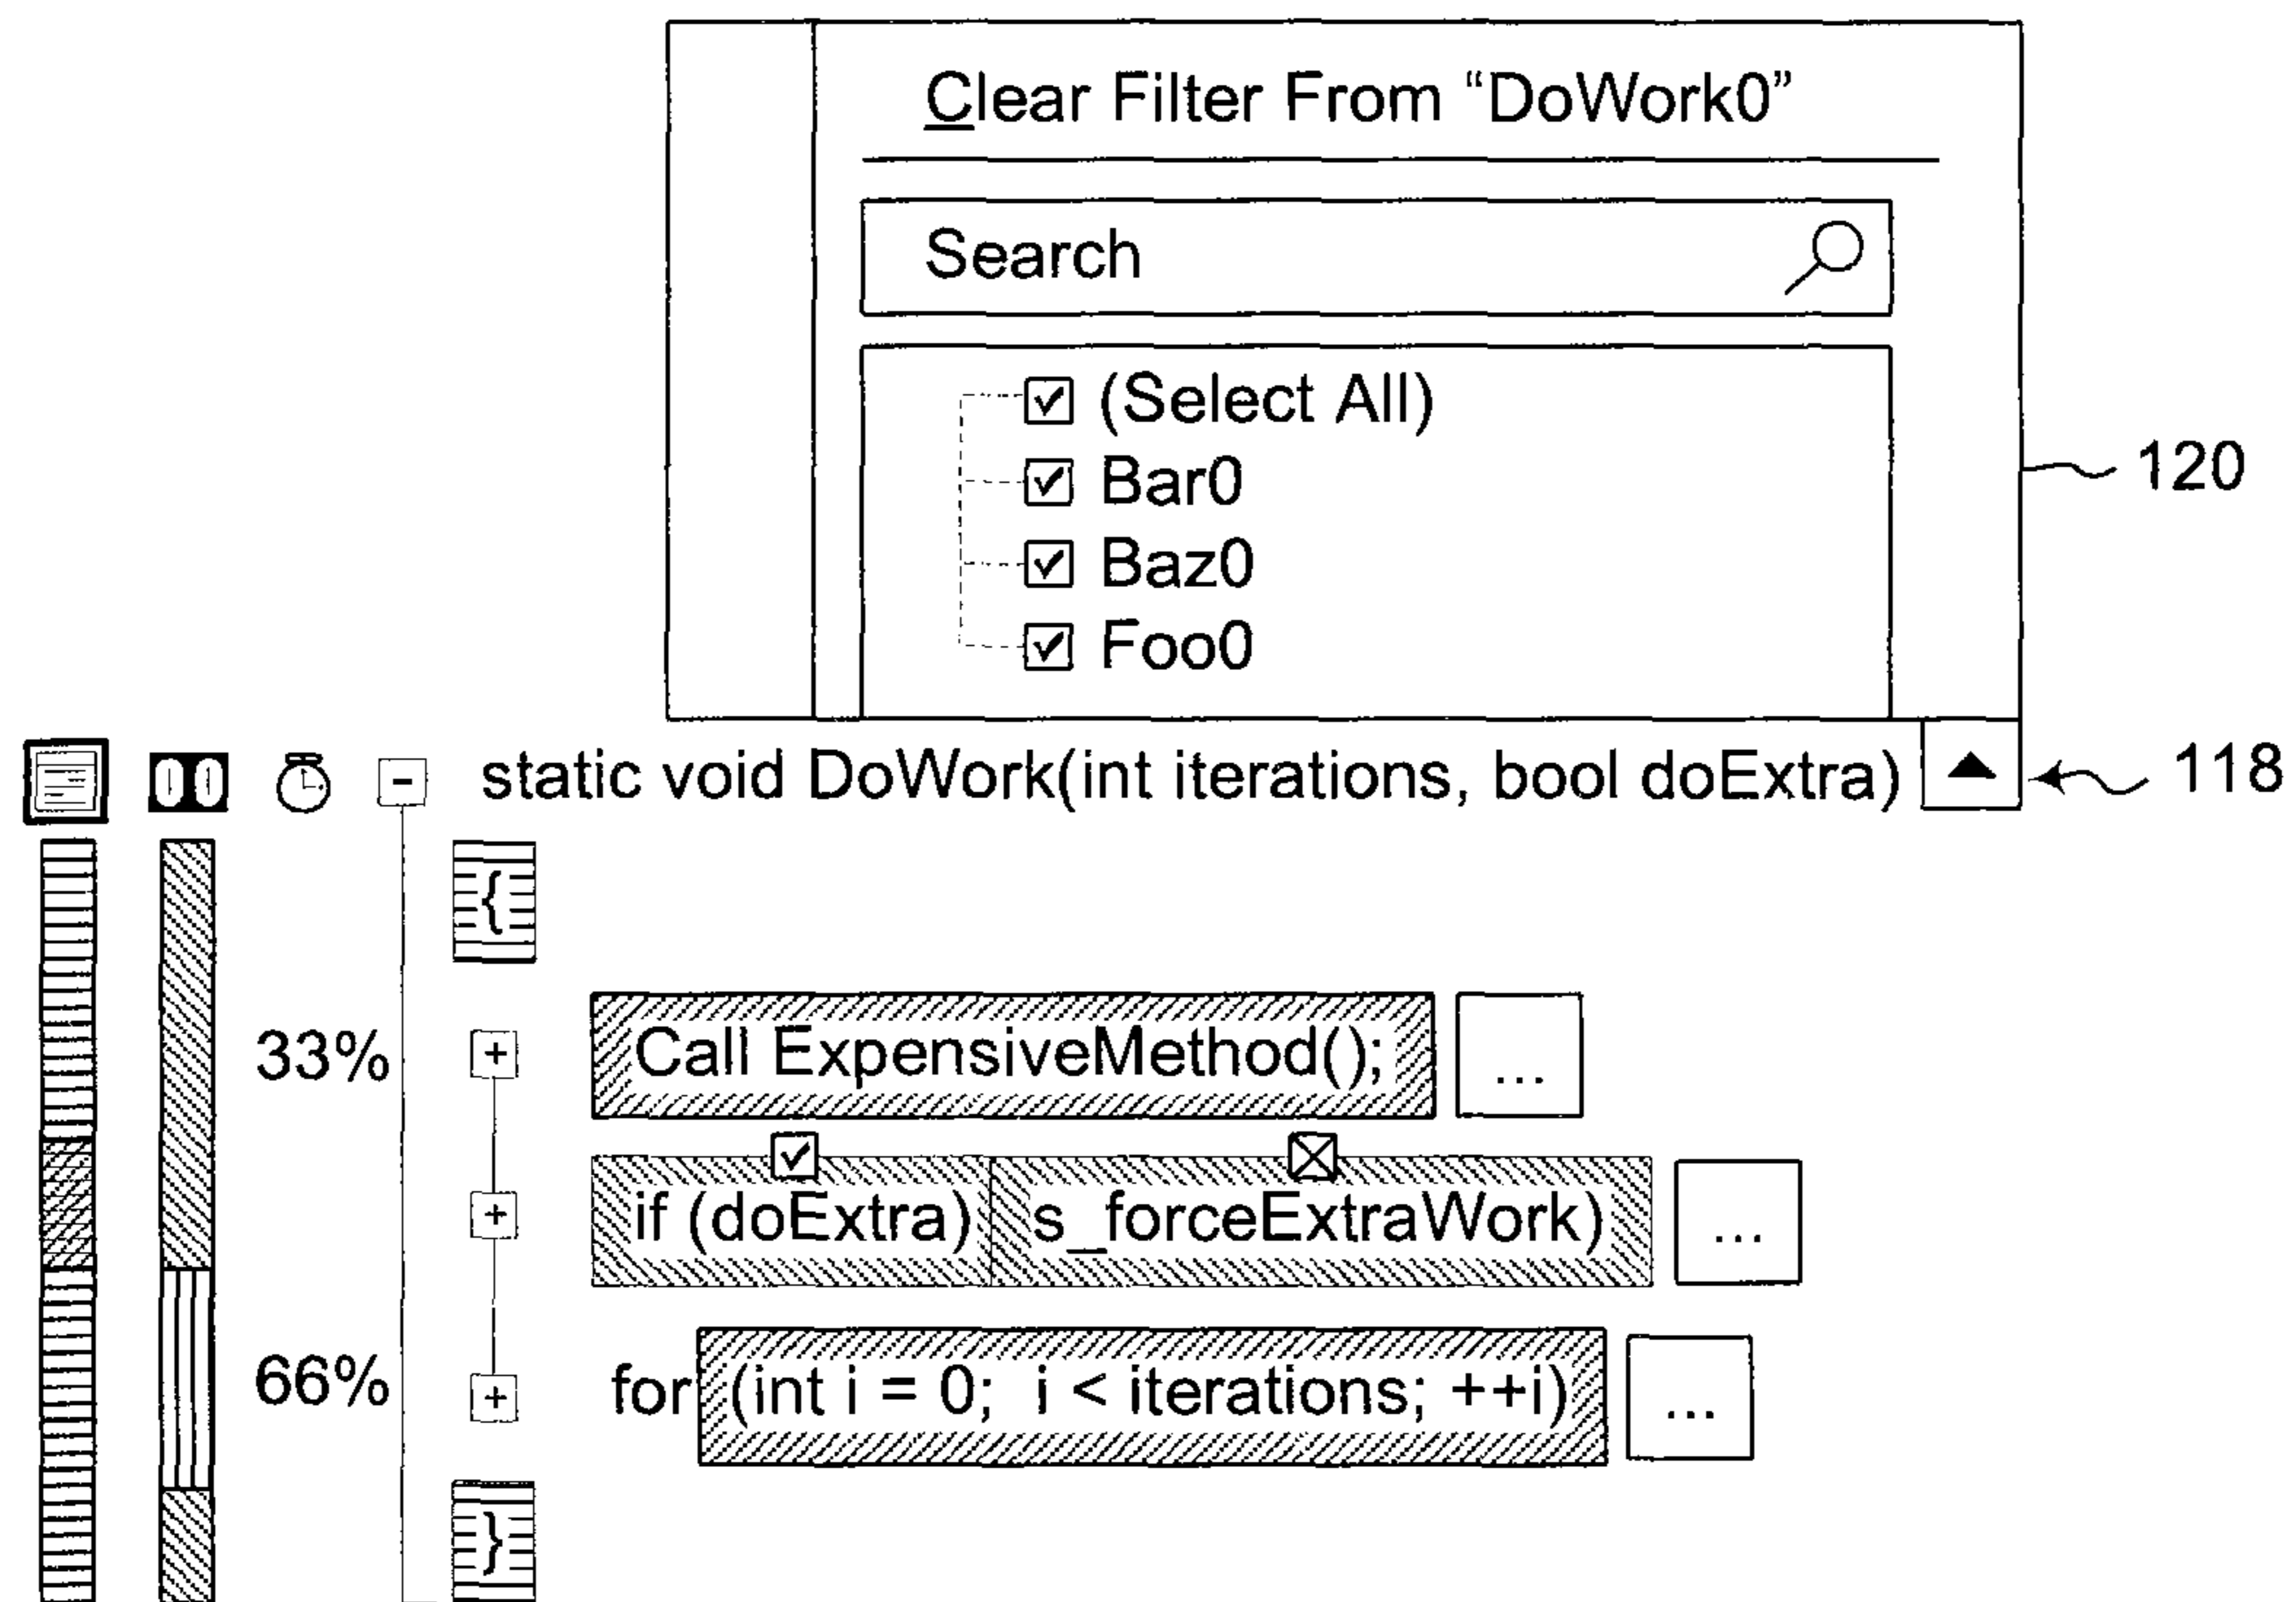 Clear Filter From “DoWork0”
Search
(Select All)
Bar0
Baz0
Foo0
120
static void DoWork(int iterations, bool doExtra)
118
{
33% Call ExpensiveMethod(); ...
if (doExtra) s_forceExtraWork) ...
66% for (int i = 0; i < iterations; ++i) ...
}